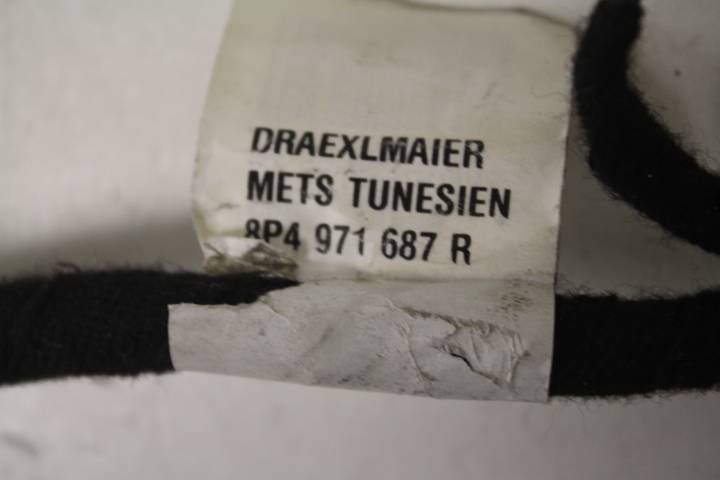 DRAEXLMAIER
METS TUNESIEN
8P4 971 687 R